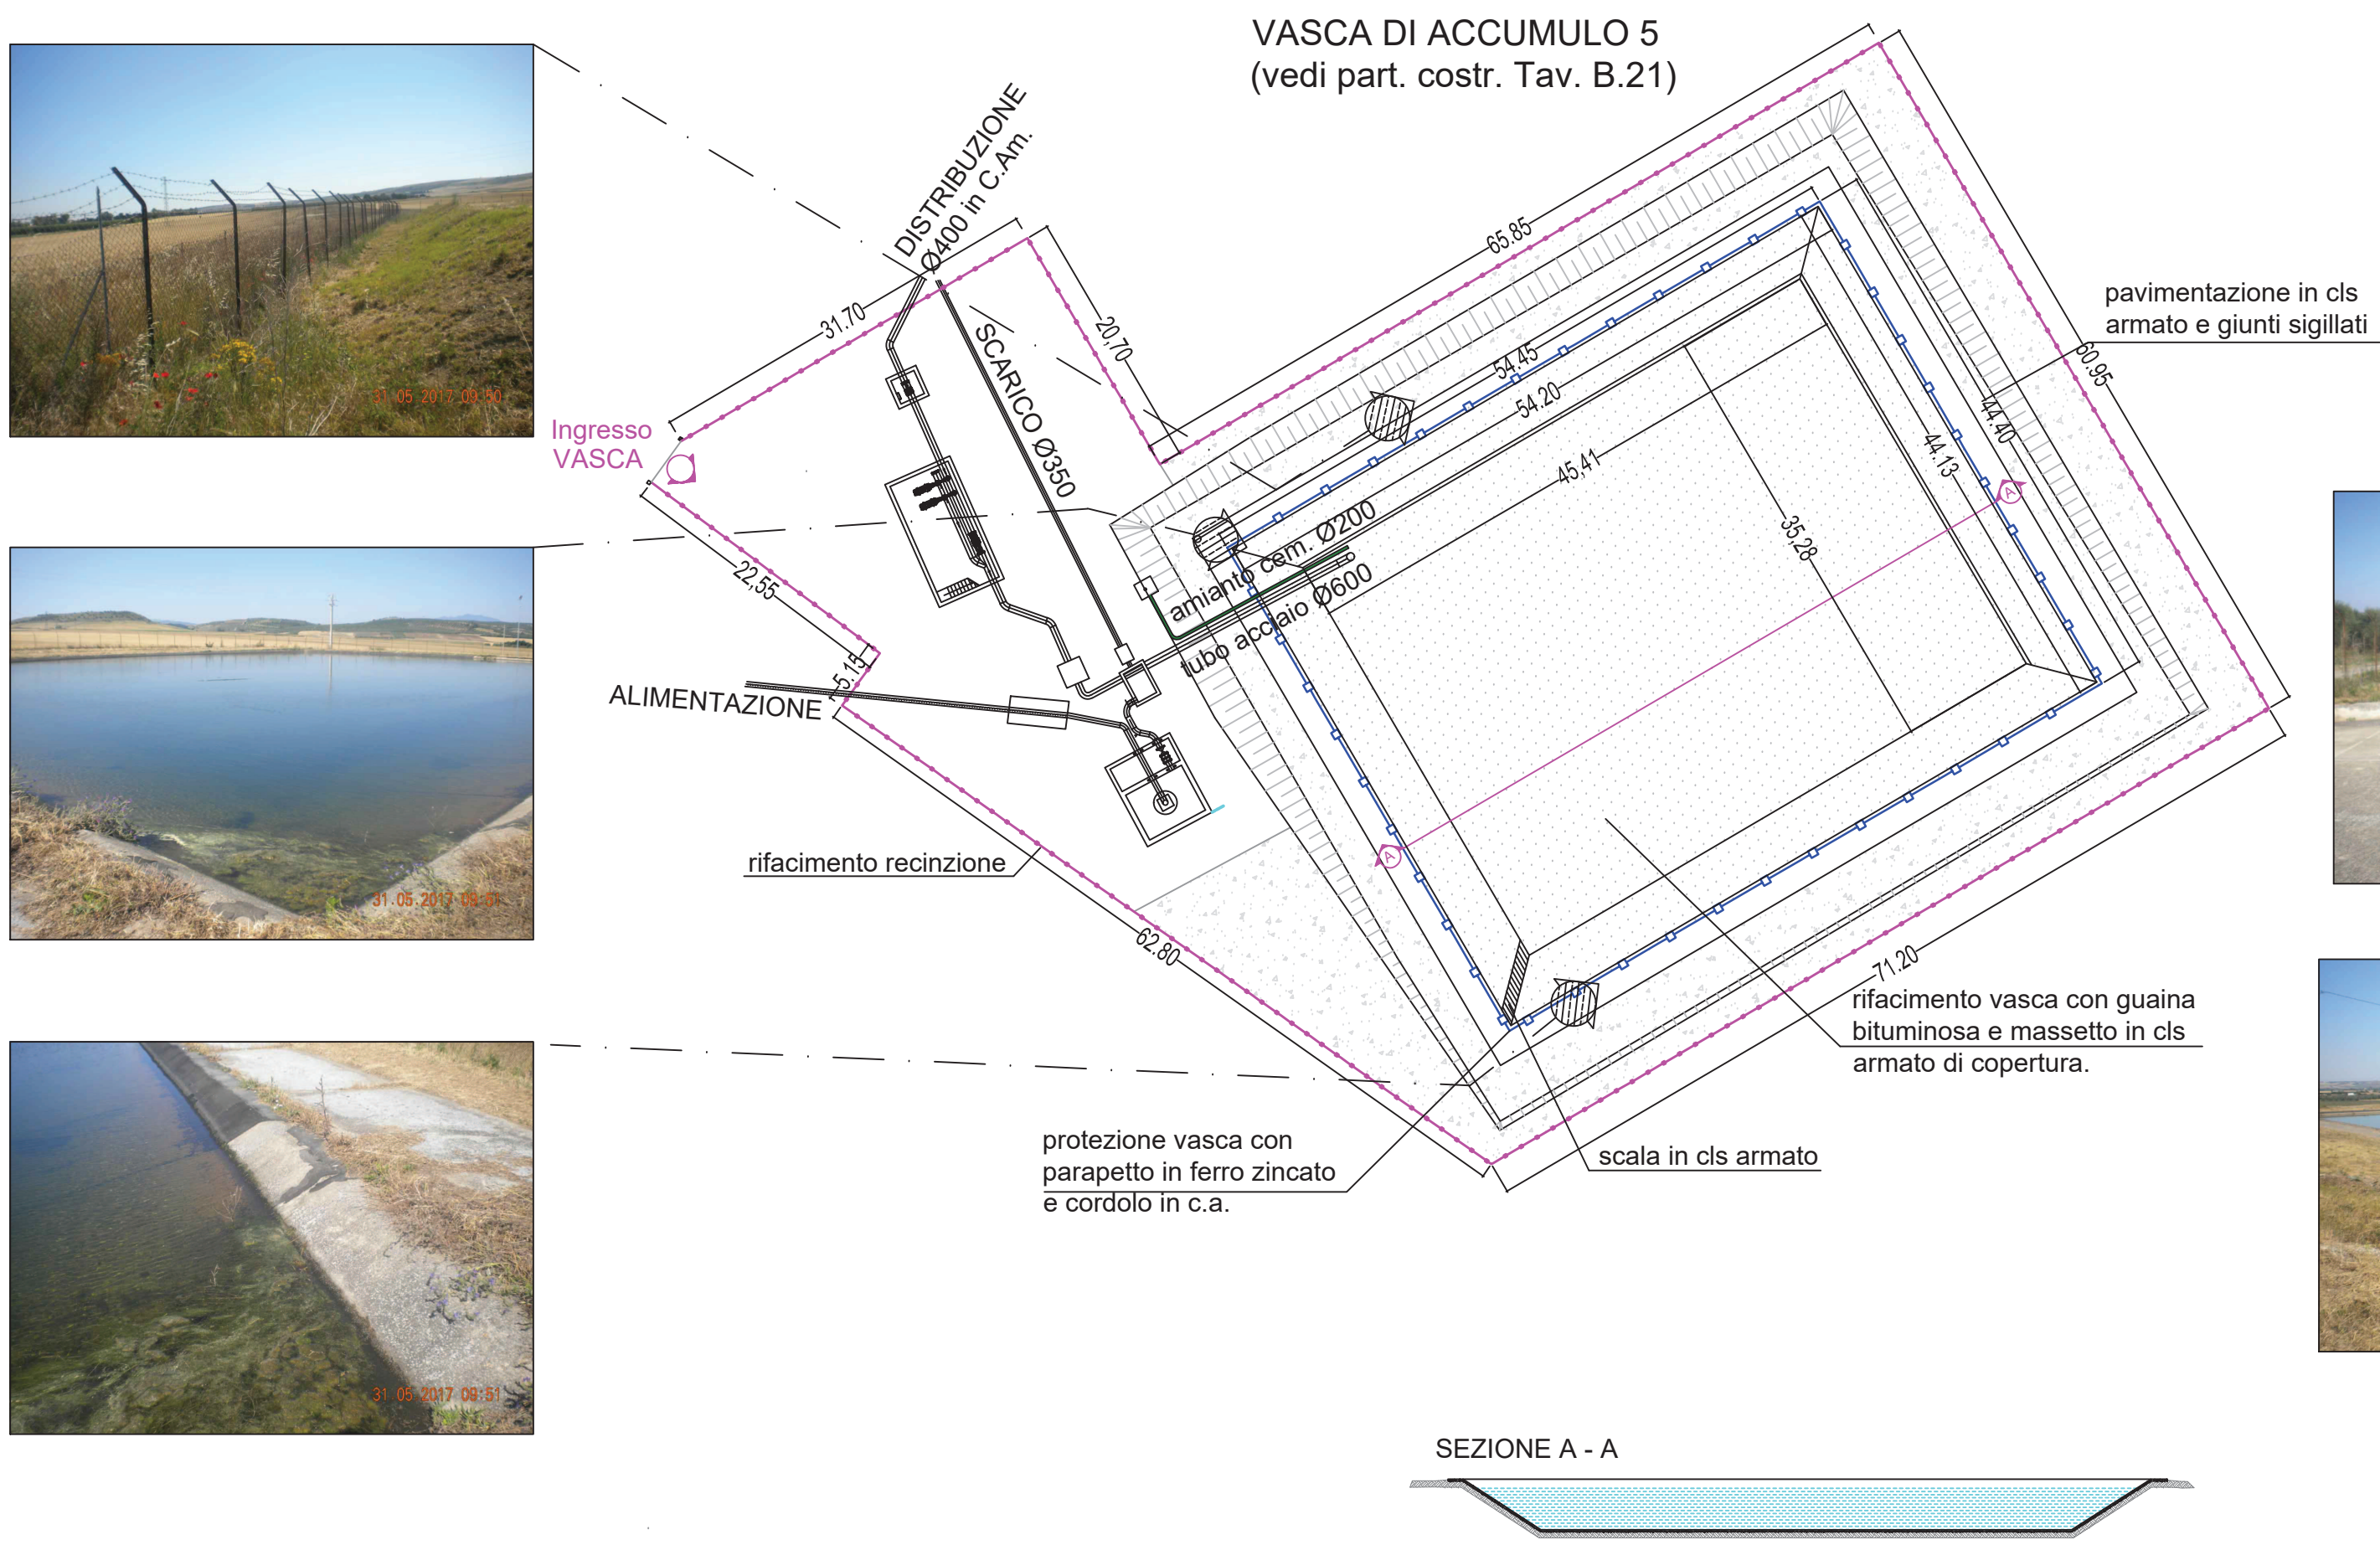 VASCA DI ACCUMULO 5
(vedi part. costr. Tav. B.21)
DISTRIBUZIONE
Ø400 in C.Am.
65.85
31.70
20,70
SCARICO Ø350
pavimentazione in cls
armato e giunti sigillati
60.95
54.45
54.20
44.40
44.13
45,41
35,28
31 05 2017 09:50
Ingresso
VASCA
amianto cem. Ø200
tubo acciaio Ø600
A
22,55
5.15
ALIMENTAZIONE
A
rifacimento recinzione
31 05 2017 09:51
62.80
71.20
rifacimento vasca con guaina
bituminosa e massetto in cls
armato di copertura.
protezione vasca con
parapetto in ferro zincato
e cordolo in c.a.
scala in cls armato
31 05 2017 09:51
SEZIONE A - A